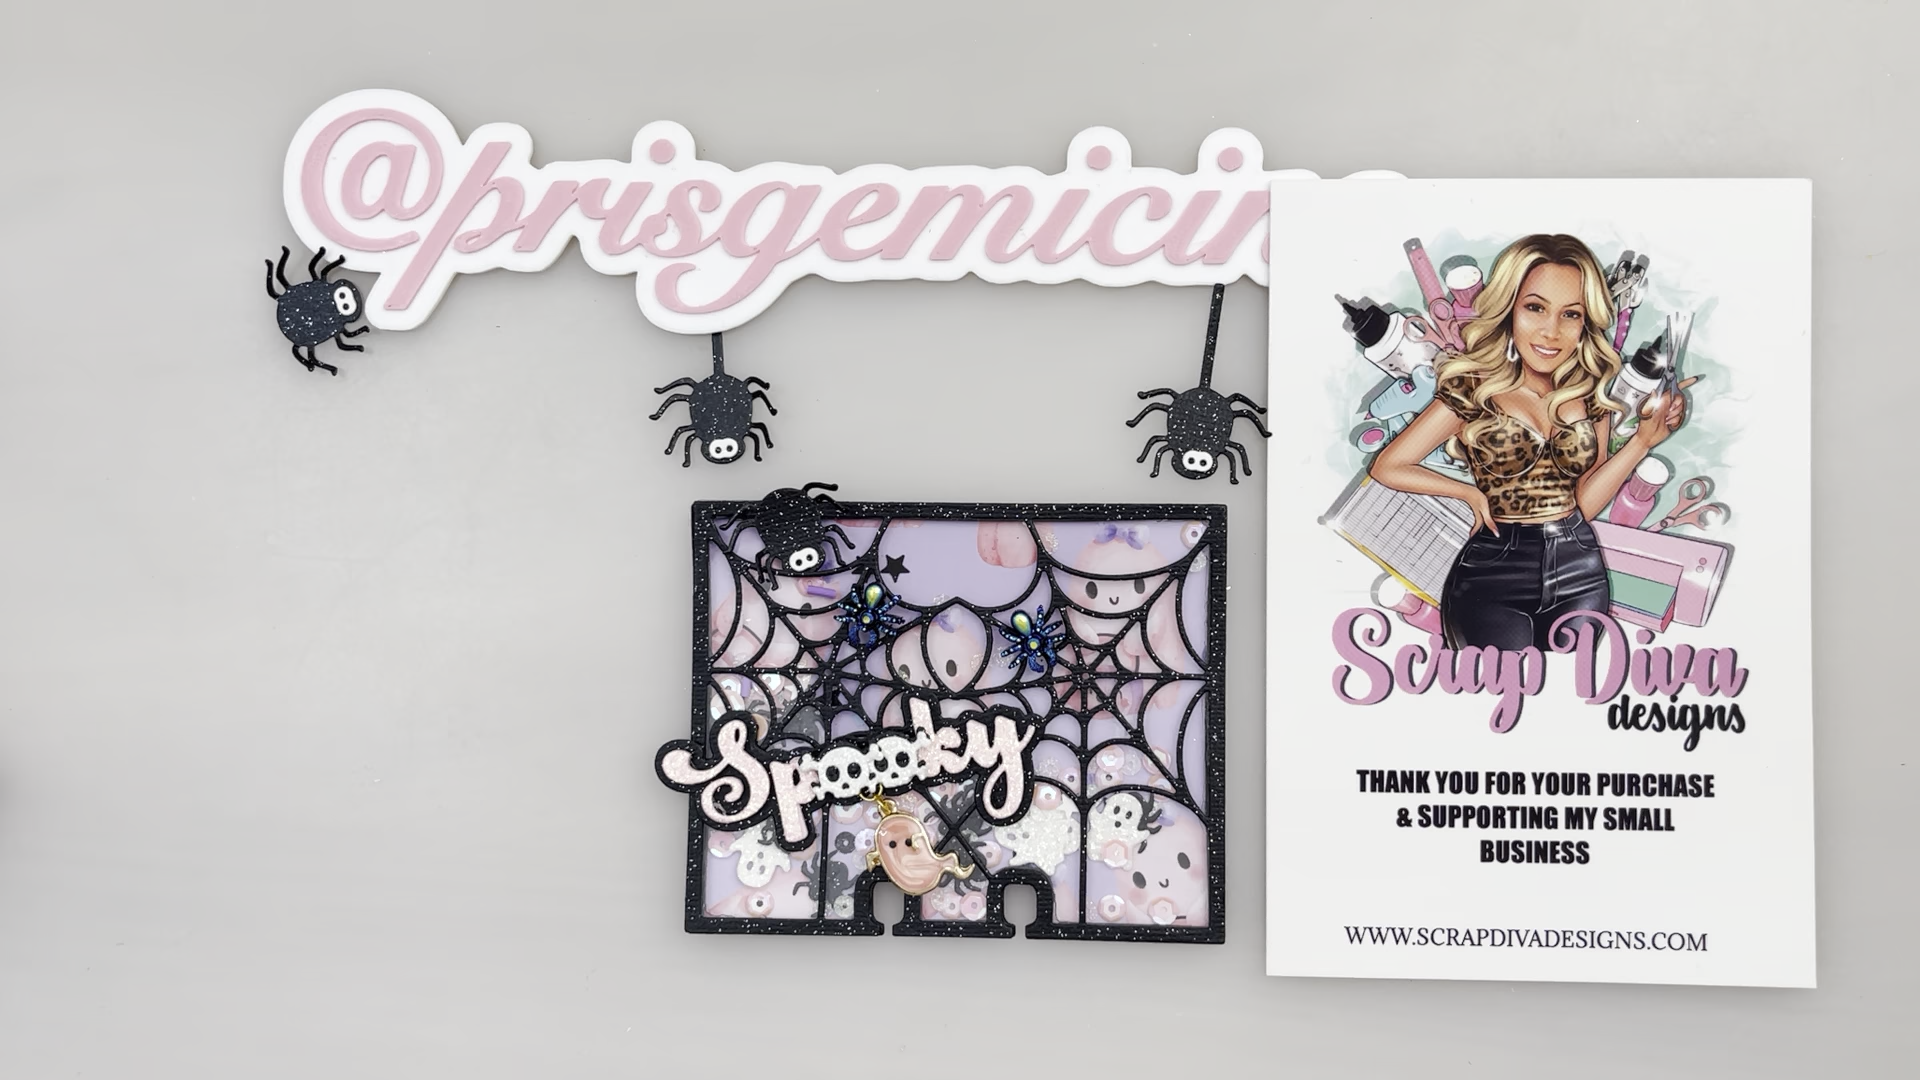 @prisgemicin
Spooky
Scrap Diva
designs
THANK YOU FOR YOUR PURCHASE
& SUPPORTING MY SMALL
BUSINESS
WWW.SCRAPDIVADESIGNS.COM